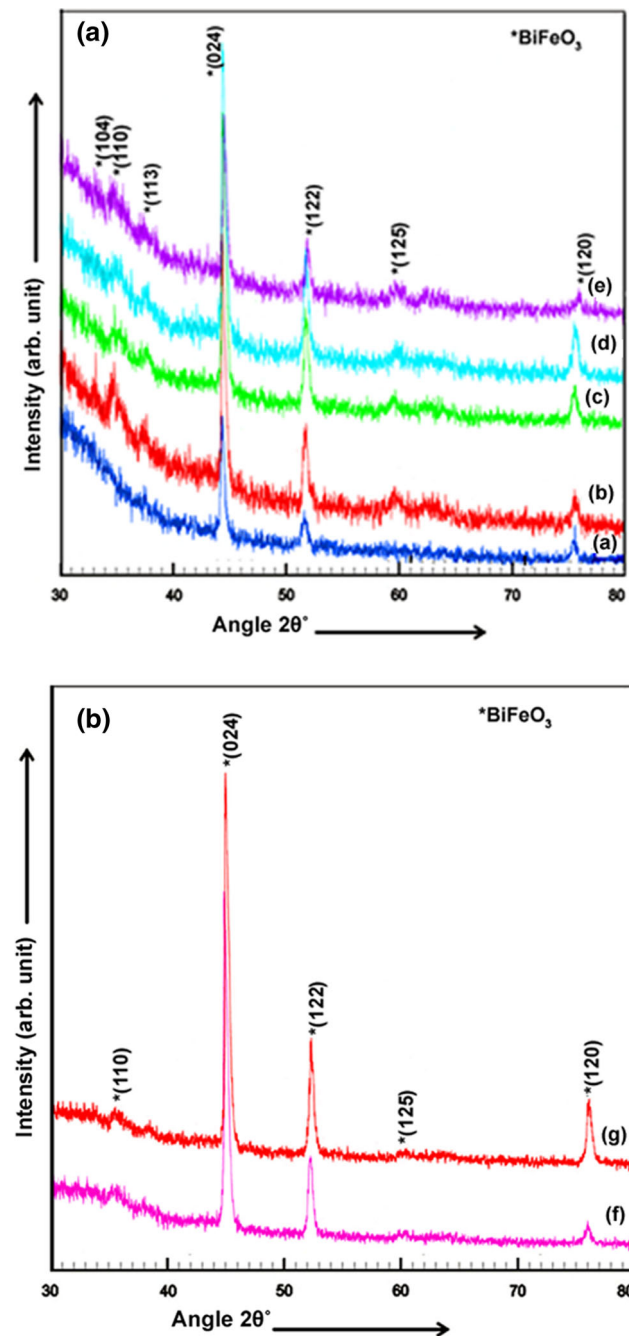 (a)
*BiFeO3
*(024)
*(104)
*(110)
*(113)
*(122)
*(125)
*(120)
(e)
(d)
(c)
(b)
(a)
Intensity (arb. unit)
30 40 50 60 70 80
Angle 2θ°
(b)
*BiFeO3
*(024)
*(110)
*(122)
*(125)
*(120)
(g)
(f)
Intensity (arb. unit)
30 40 50 60 70 80
Angle 2θ°